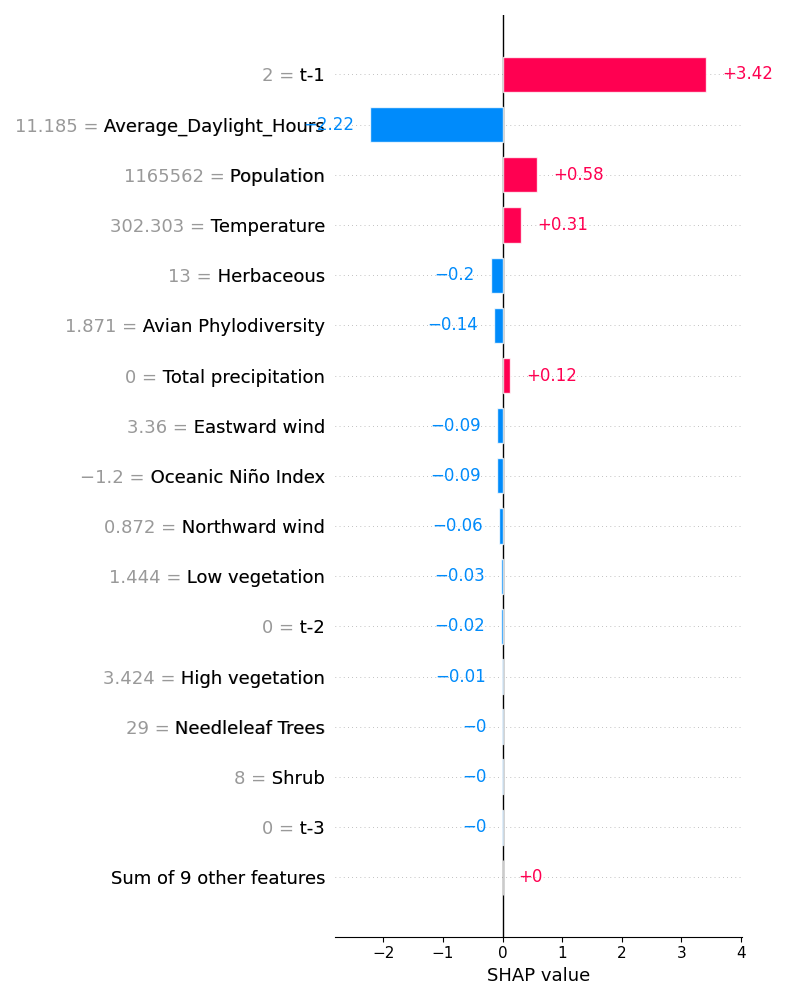 2 = t-1 +3.42
11.185 = Average_Daylight_Hours −2.22
1165562 = Population +0.58
302.303 = Temperature +0.31
13 = Herbaceous −0.2
1.871 = Avian Phylodiversity −0.14
0 = Total precipitation +0.12
3.36 = Eastward wind −0.09
−1.2 = Oceanic Niño Index −0.09
0.872 = Northward wind −0.06
1.444 = Low vegetation −0.03
0 = t-2 −0.02
3.424 = High vegetation −0.01
29 = Needleleaf Trees −0
8 = Shrub −0
0 = t-3 −0
Sum of 9 other features +0
−2 −1 0 1 2 3 4
SHAP value